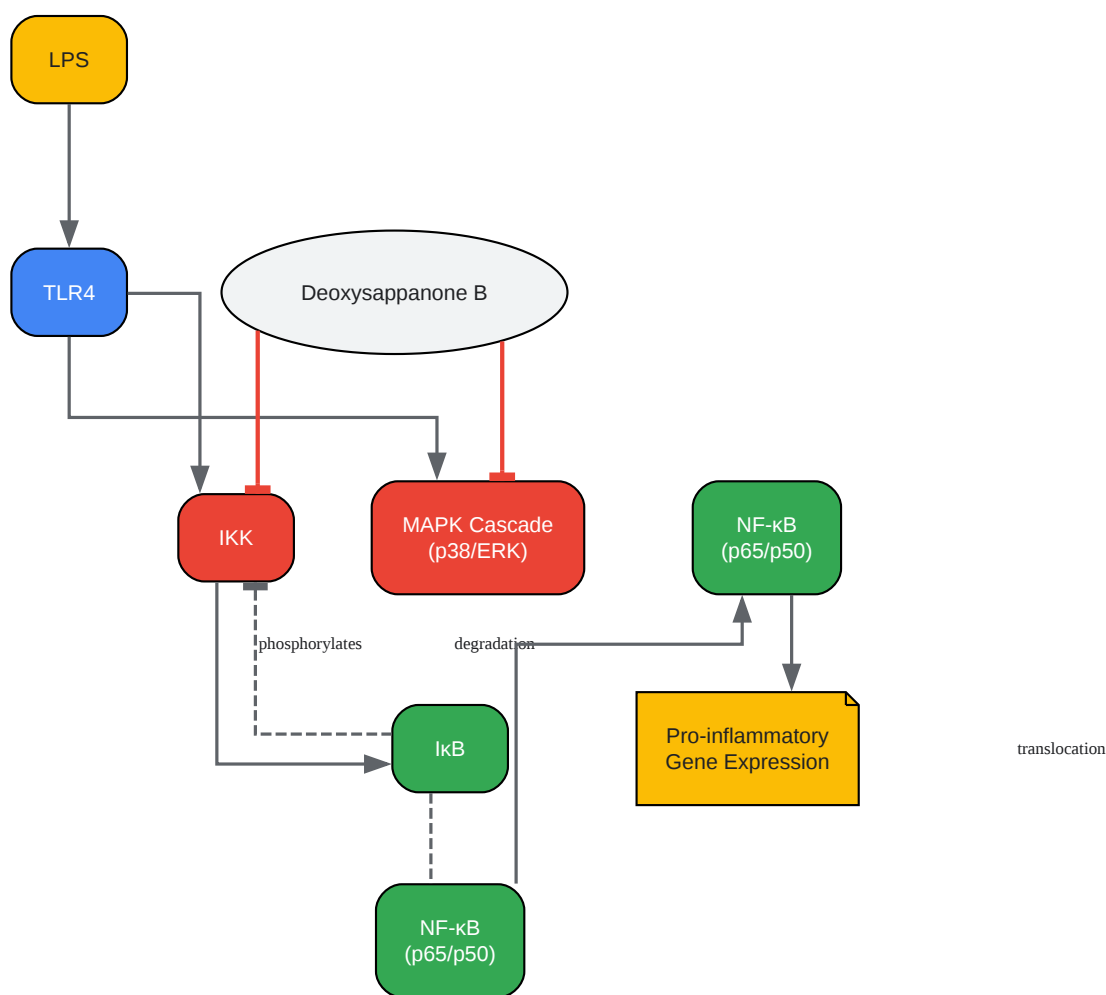 LPS
TLR4
Deoxysappanone B
IKK
MAPK Cascade
(p38/ERK)
NF-κB
(p65/p50)
phosphorylates
degradation
IκB
Pro-inflammatory
Gene Expression
translocation
NF-κB
(p65/p50)